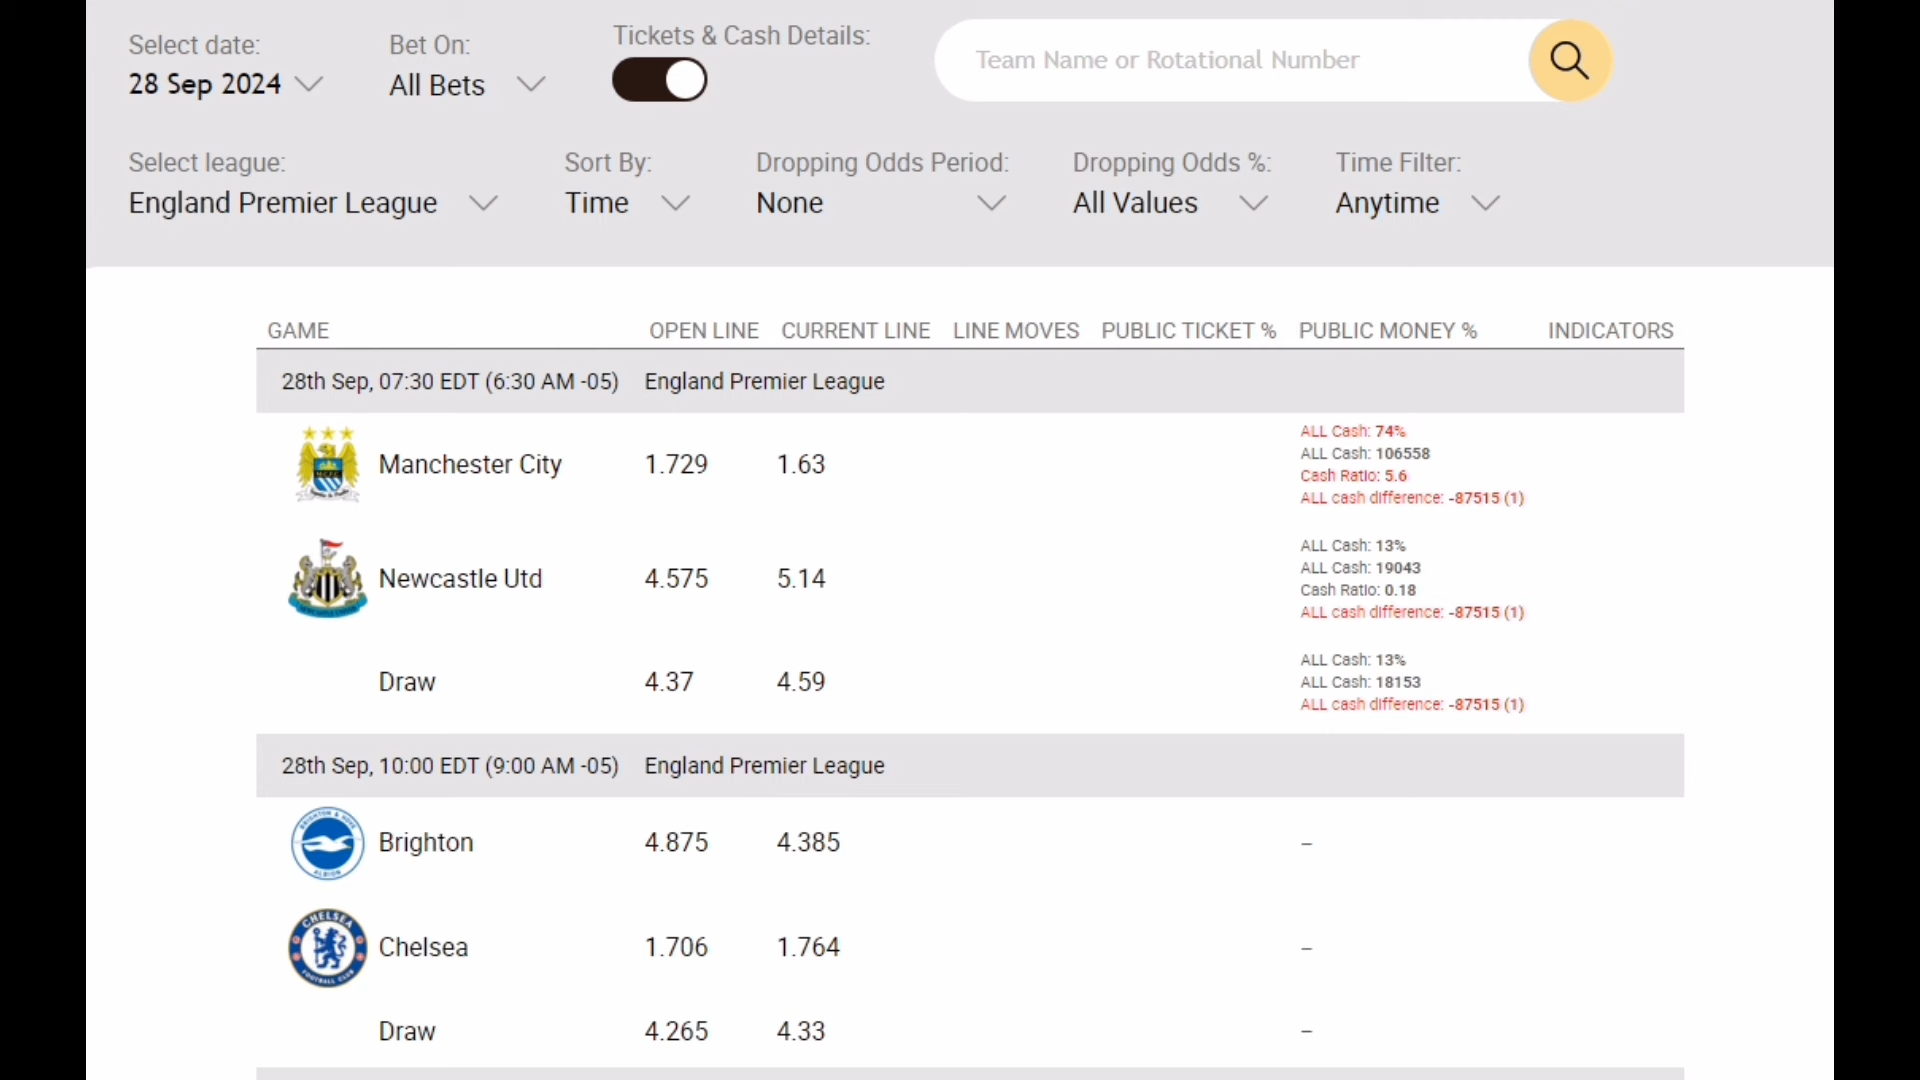 Select date:
28 Sep 2024
Bet On:
All Bets
Tickets & Cash Details:
Team Name or Rotational Number
Select league:
England Premier League
Sort By:
Time
Dropping Odds Period:
None
Dropping Odds %:
All Values
Time Filter:
Anytime
GAME OPEN LINE CURRENT LINE LINE MOVES PUBLIC TICKET % PUBLIC MONEY % INDICATORS
28th Sep, 07:30 EDT (6:30 AM -05) England Premier League
Manchester City 1.729 1.63
ALL Cash: 74%
ALL Cash: 106558
Cash Ratio: 5.6
ALL cash difference: -87515 (1)
Newcastle Utd 4.575 5.14
ALL Cash: 13%
ALL Cash: 19043
Cash Ratio: 0.18
ALL cash difference: -87515 (1)
Draw 4.37 4.59
ALL Cash: 13%
ALL Cash: 18153
ALL cash difference: -87515 (1)
28th Sep, 10:00 EDT (9:00 AM -05) England Premier League
BRIGHTON & HOVE
ALBION
Brighton 4.875 4.385 –
CHELSEA
FOOTBALL CLUB
Chelsea 1.706 1.764 –
Draw 4.265 4.33 –